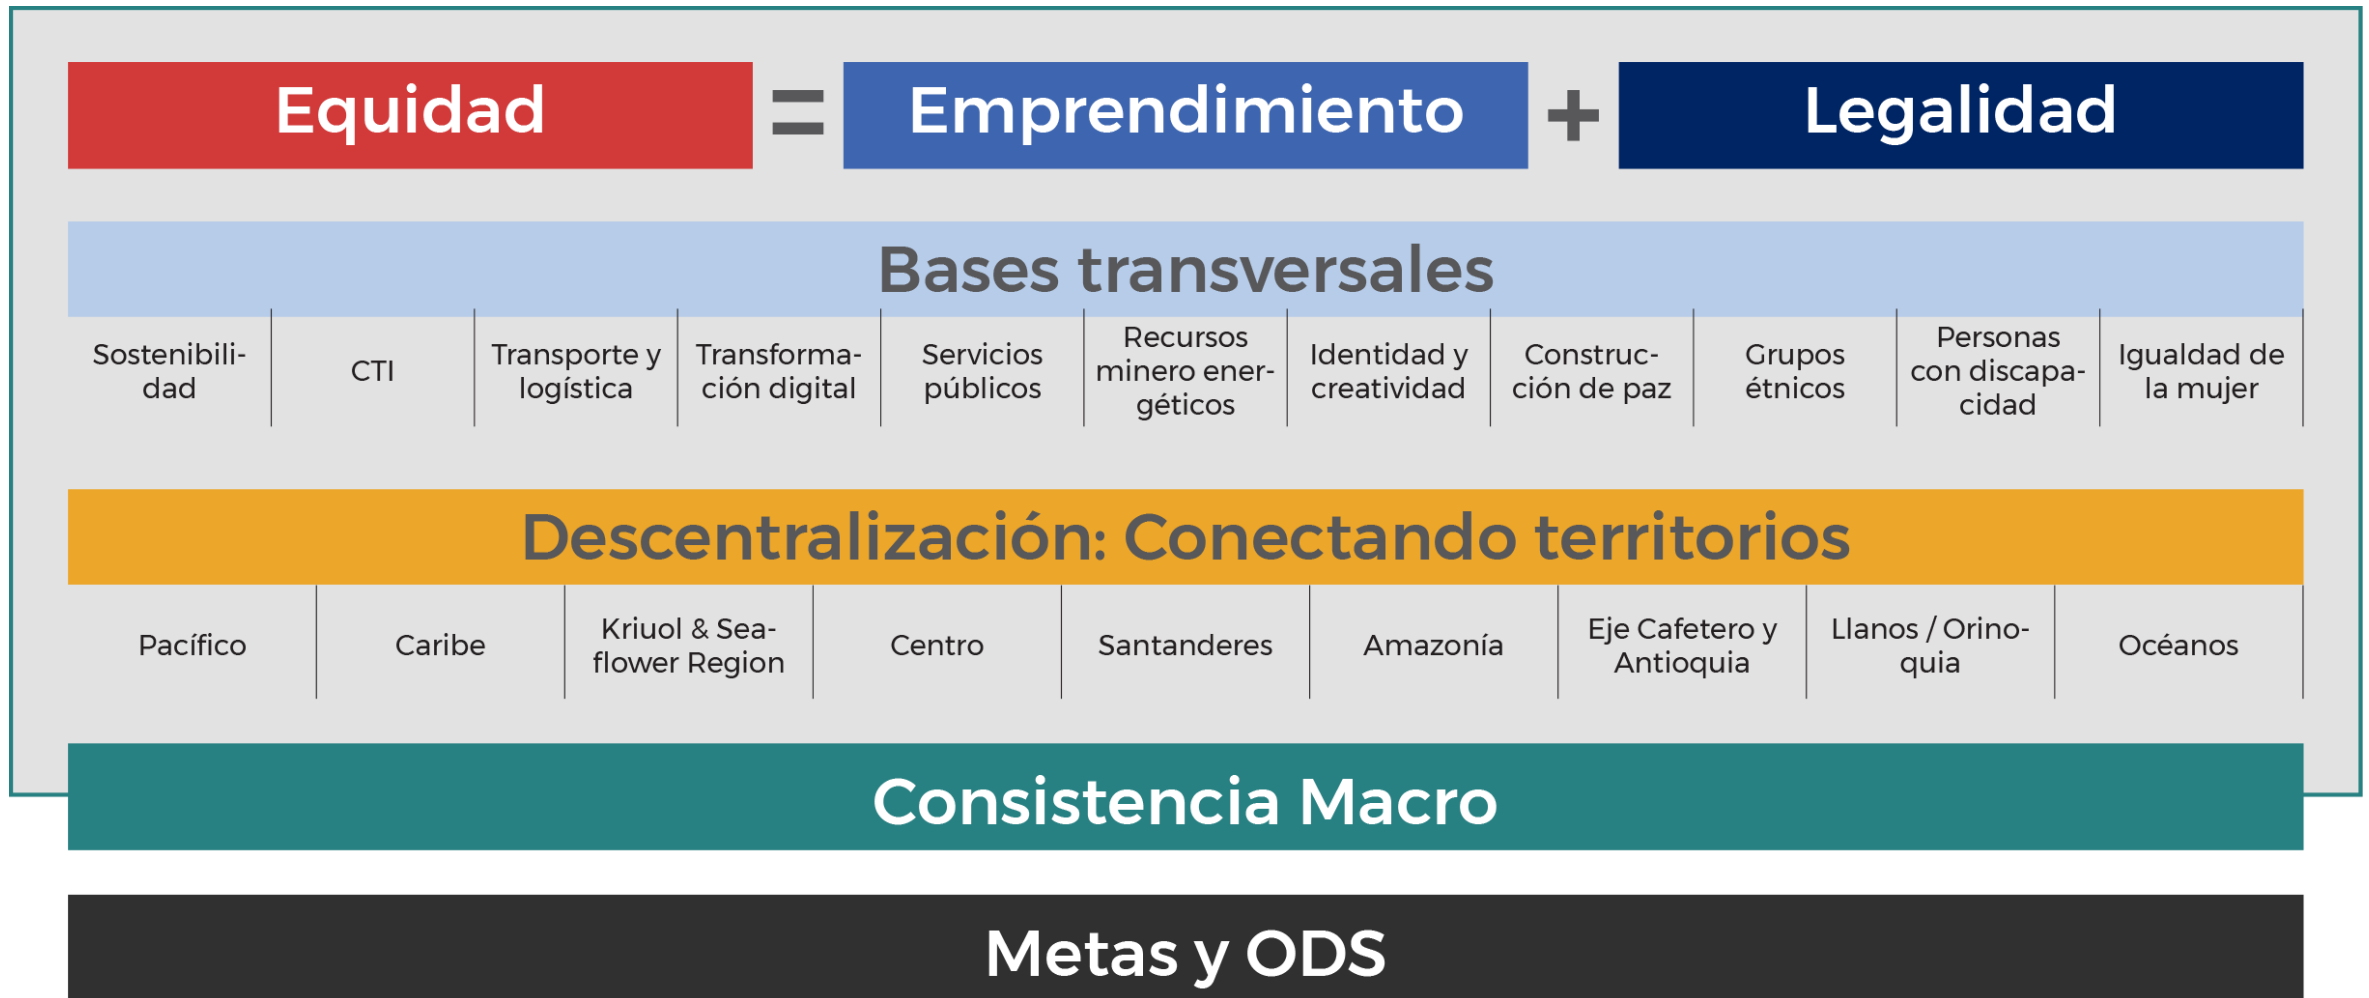 Equidad = Emprendimiento + Legalidad
Bases transversales
Sostenibili-
dad
CTI
Transporte y
logística
Transforma-
ción digital
Servicios
públicos
Recursos
minero ener-
géticos
Identidad y
creatividad
Construc-
ción de paz
Grupos
étnicos
Personas
con discapa-
cidad
Igualdad de
la mujer
Descentralización: Conectando territorios
Pacífico
Caribe
Kriuol & Sea-
flower Region
Centro
Santanderes
Amazonía
Eje Cafetero y
Antioquia
Llanos / Orino-
quia
Océanos
Consistencia Macro
Metas y ODS